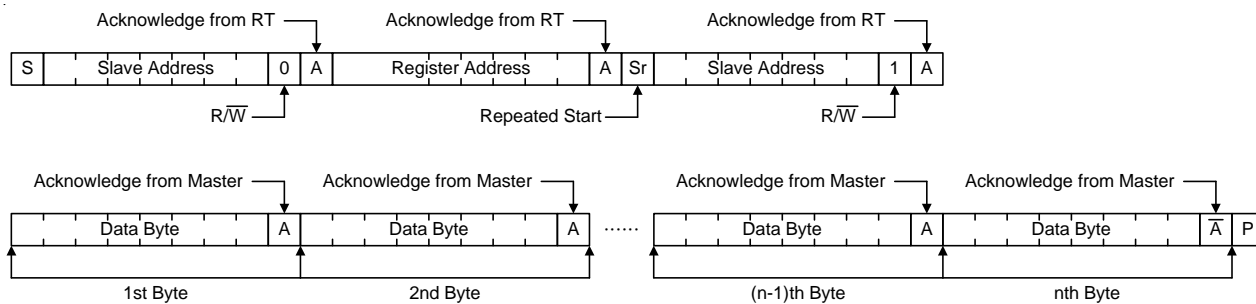 Acknowledge from RT Acknowledge from RT Acknowledge from RT
S Slave Address 0 A Register Address A Sr Slave Address 1 A
R/W̅ Repeated Start R/W̅
Acknowledge from Master Acknowledge from Master Acknowledge from Master Acknowledge from Master
Data Byte A Data Byte A ...... Data Byte A Data Byte A̅ P
1st Byte 2nd Byte (n-1)th Byte nth Byte